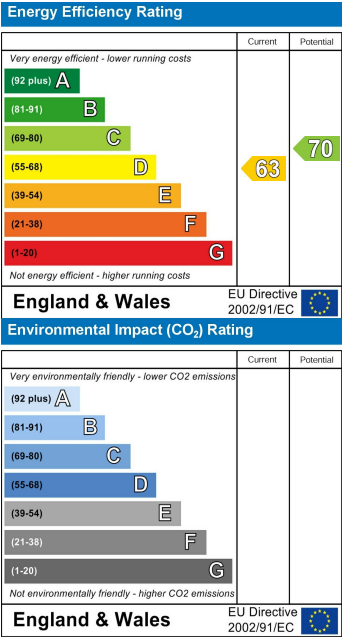 Energy Efficiency Rating
Current Potential
Very energy efficient - lower running costs
(92 plus) A
(81-91) B
(69-80) C
(55-68) D
(39-54) E
(21-38) F
(1-20) G
63
70
Not energy efficient - higher running costs
England & Wales
EU Directive
2002/91/EC
Environmental Impact (CO₂) Rating
Current Potential
Very environmentally friendly - lower CO2 emissions
(92 plus) A
(81-91) B
(69-80) C
(55-68) D
(39-54) E
(21-38) F
(1-20) G
Not environmentally friendly - higher CO2 emissions
England & Wales
EU Directive
2002/91/EC